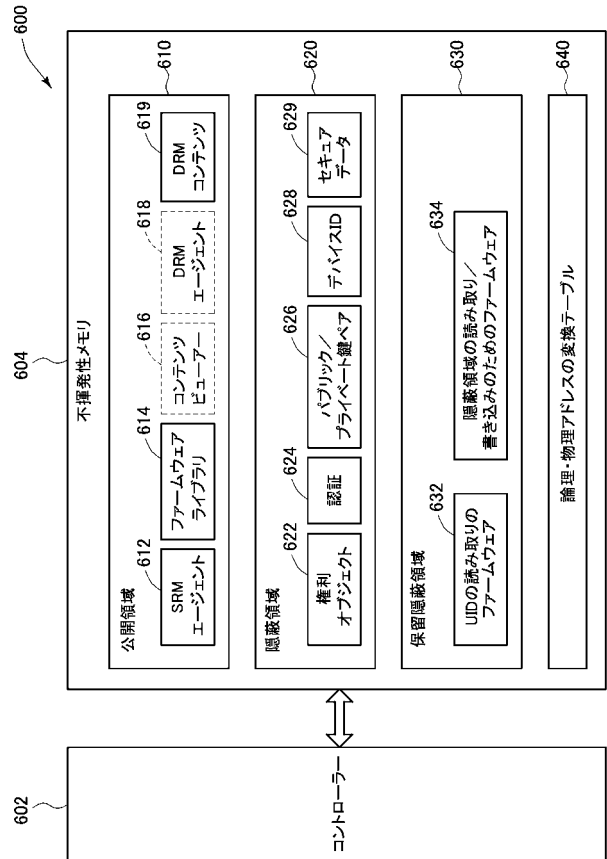 600
604
不揮発性メモリ
610
公開領域
612
SRM
エージェント
614
ファームウェア
ライブラリ
616
コンテンツ
ビューアー
618
DRM
エージェント
619
DRM
コンテンツ
620
隠蔽領域
622
権利
オブジェクト
624
認証
626
パブリック/
プライベート鍵ペア
628
デバイスID
629
セキュア
データ
630
保留隠蔽領域
632
UIDの読み取りの
ファームウェア
634
隠蔽領域の読み取り/
書き込みのためのファームウェア
640
論理・物理アドレスの変換テーブル
602
コントローラー